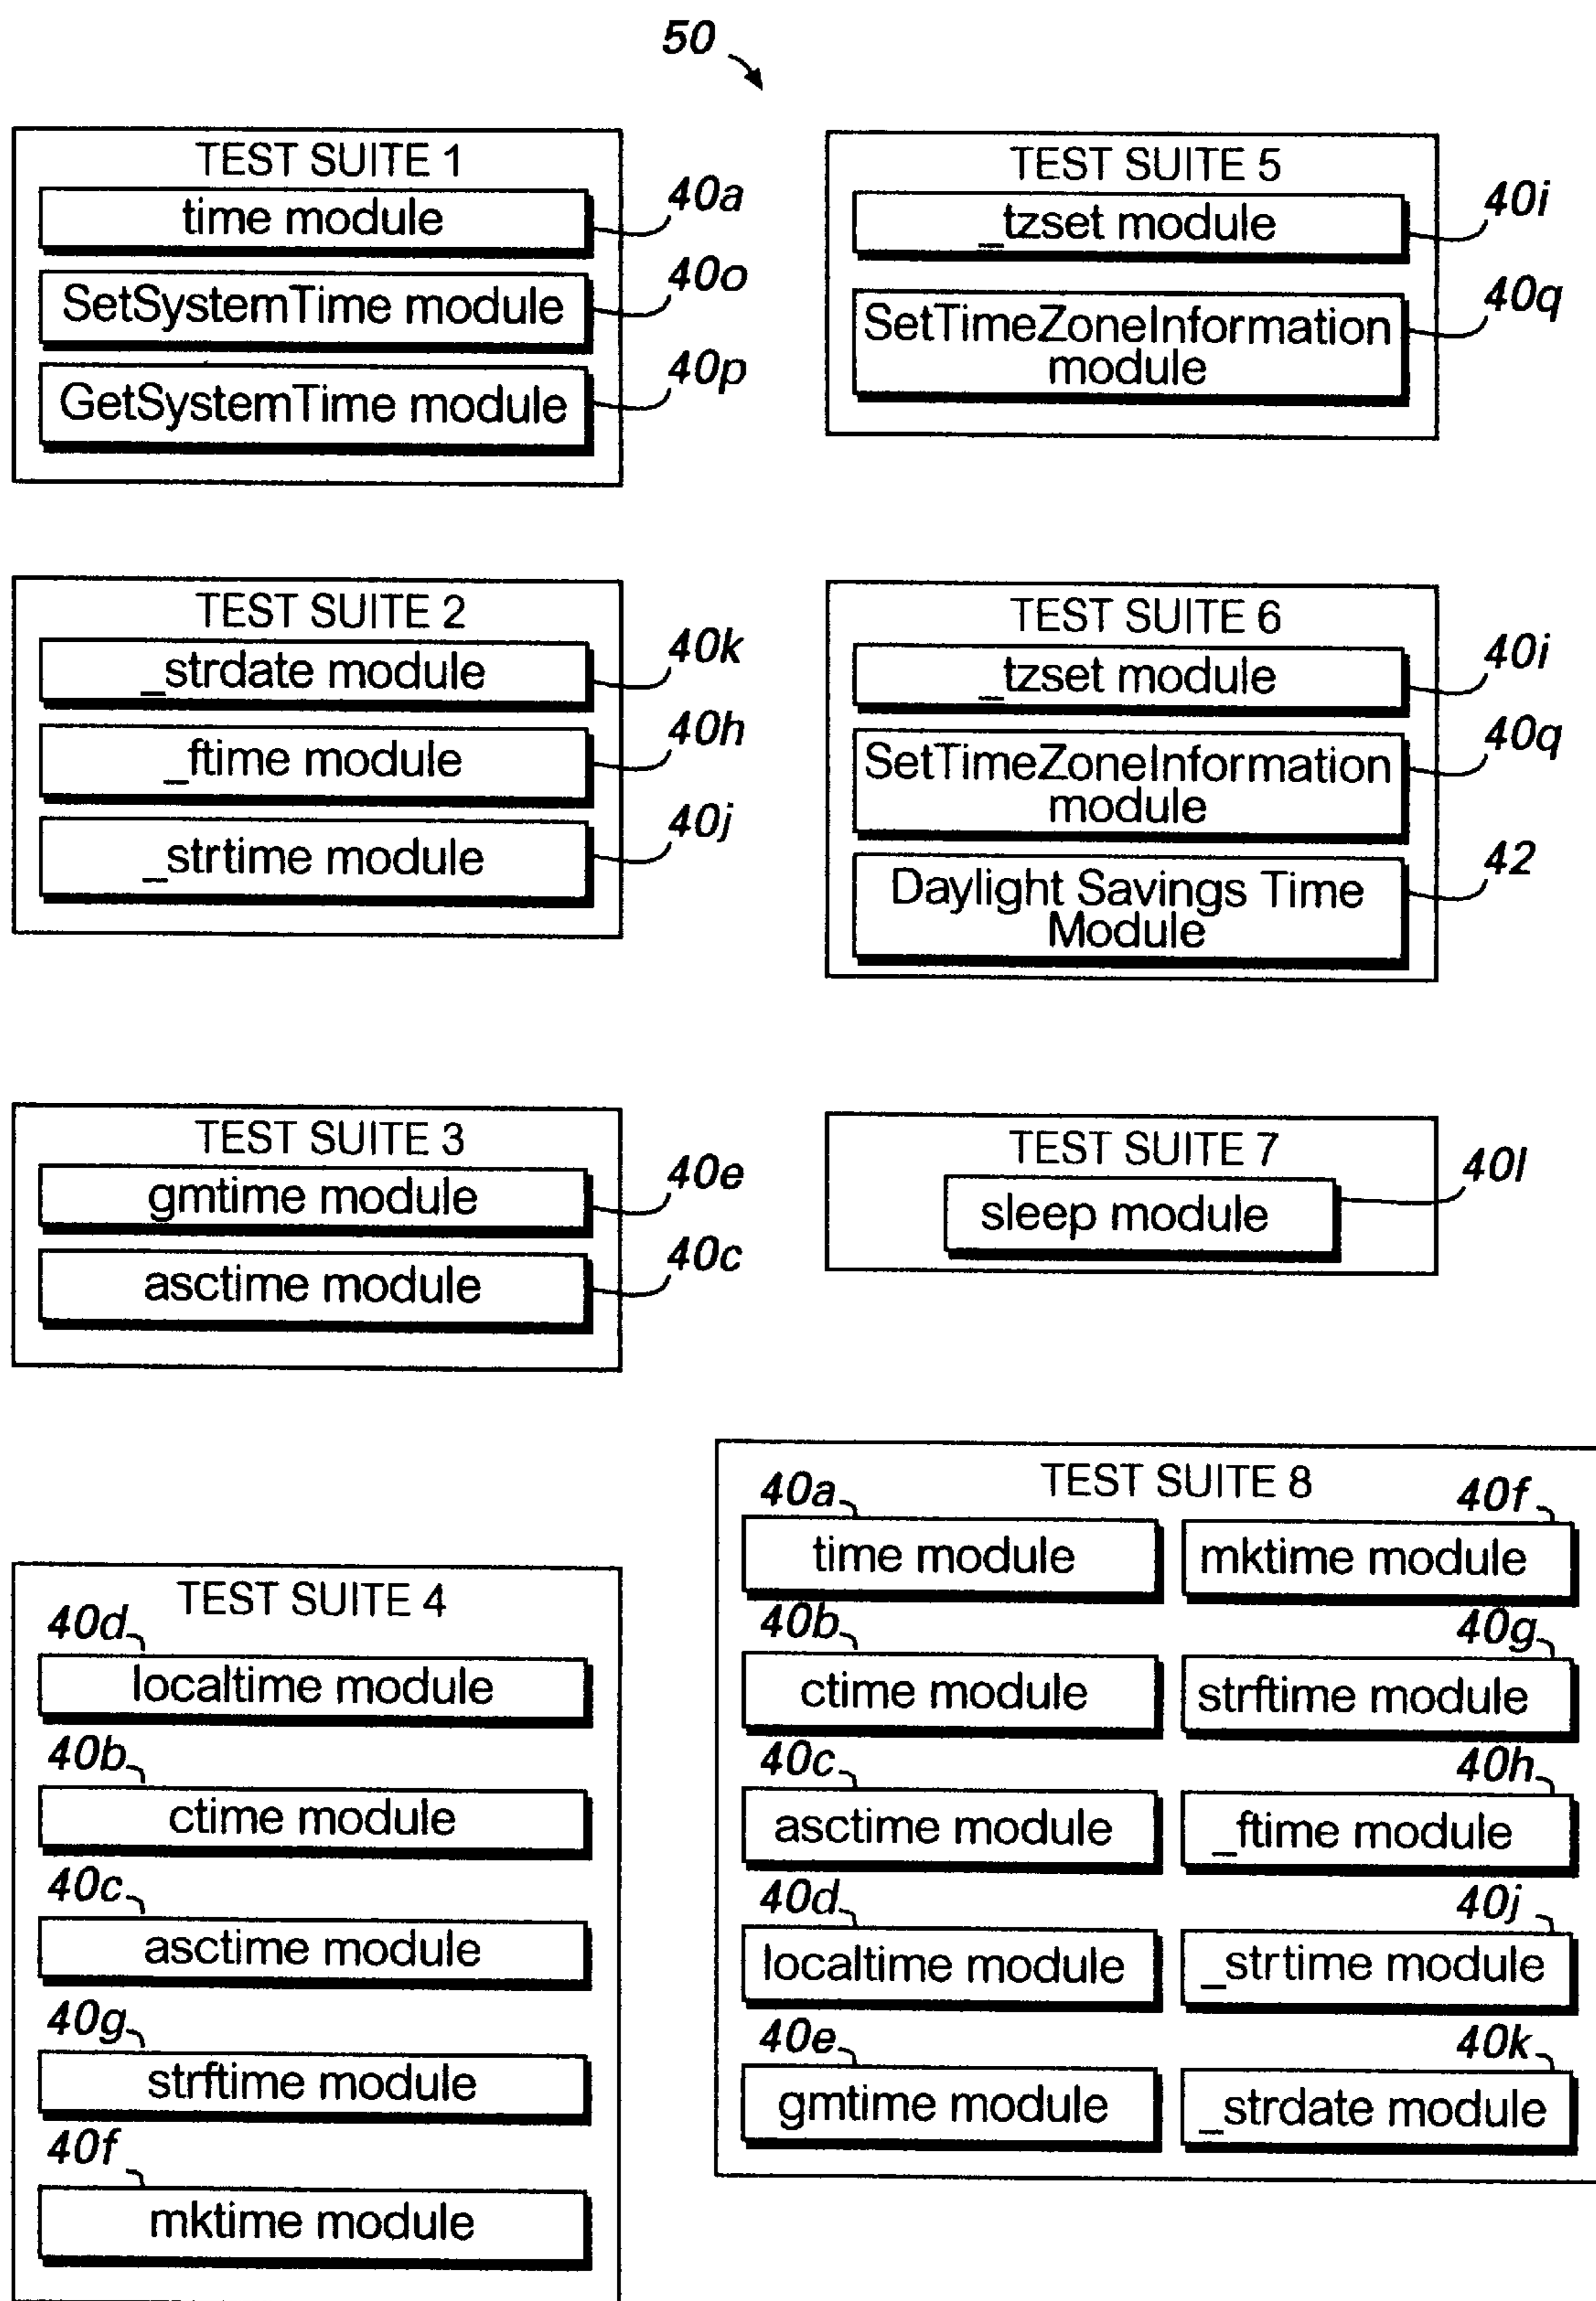 50
TEST SUITE 1
time module
40a
SetSystemTime module
40o
GetSystemTime module
40p
TEST SUITE 5
_tzset module
40i
SetTimeZoneInformation
module
40q
TEST SUITE 2
_strdate module
40k
_ftime module
40h
_strtime module
40j
TEST SUITE 6
_tzset module
40i
SetTimeZoneInformation
module
40q
Daylight Savings Time
Module
42
TEST SUITE 3
gmtime module
40e
asctime module
40c
TEST SUITE 7
sleep module
40l
TEST SUITE 4
40d
localtime module
40b
ctime module
40c
asctime module
40g
strftime module
40f
mktime module
TEST SUITE 8
40a
time module
40f
mktime module
40b
ctime module
40g
strftime module
40c
asctime module
40h
_ftime module
40d
localtime module
40j
_strtime module
40e
gmtime module
40k
_strdate module